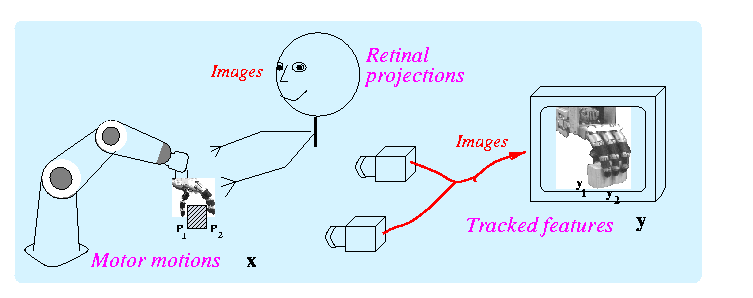 Images
Retinal
projections
Images
y1
y2
P1
P2
Tracked features y
Motor motions x